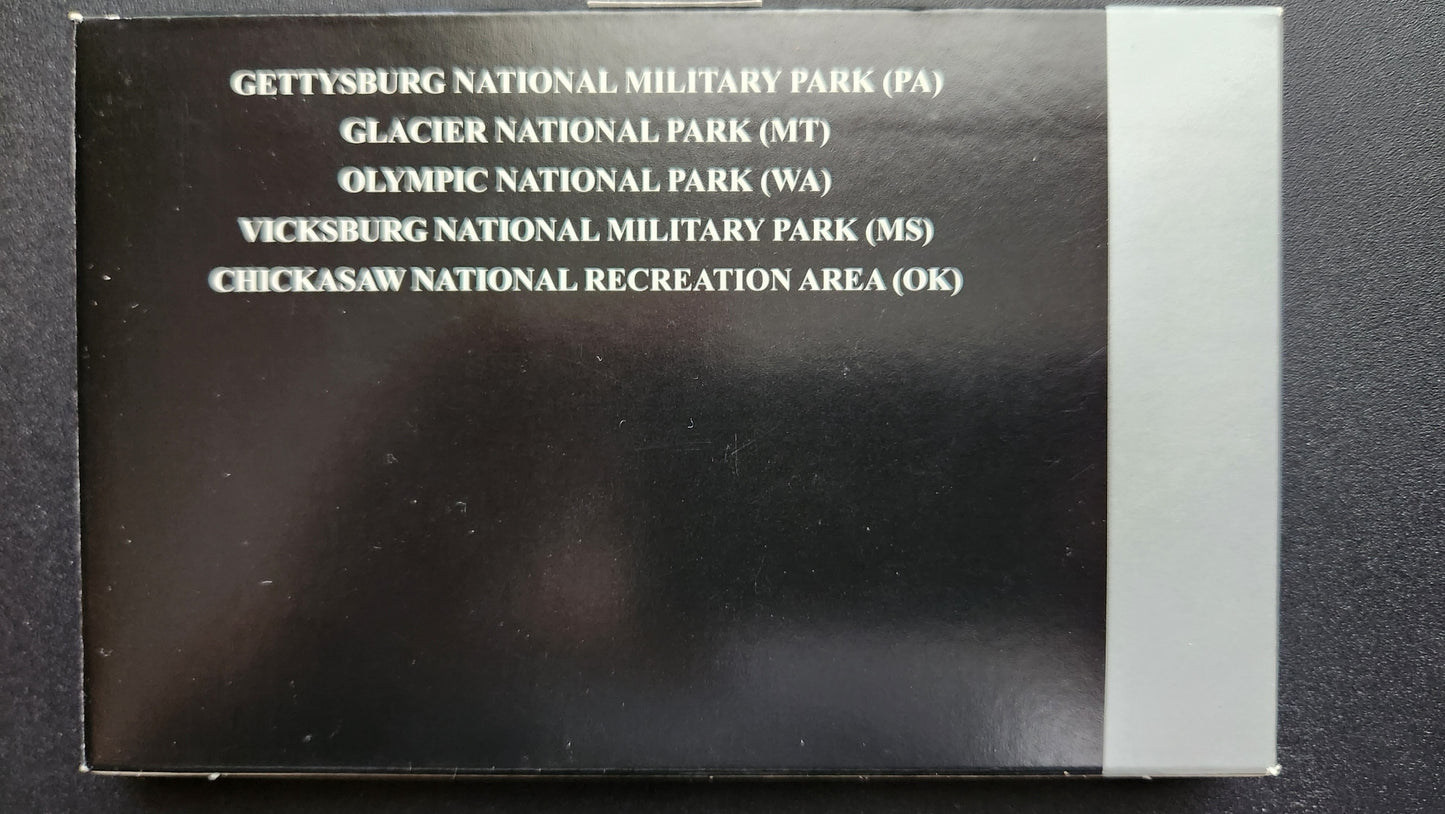 GETTYSBURG NATIONAL MILITARY PARK (PA)
GLACIER NATIONAL PARK (MT)
OLYMPIC NATIONAL PARK (WA)
VICKSBURG NATIONAL MILITARY PARK (MS)
CHICKASAW NATIONAL RECREATION AREA (OK)